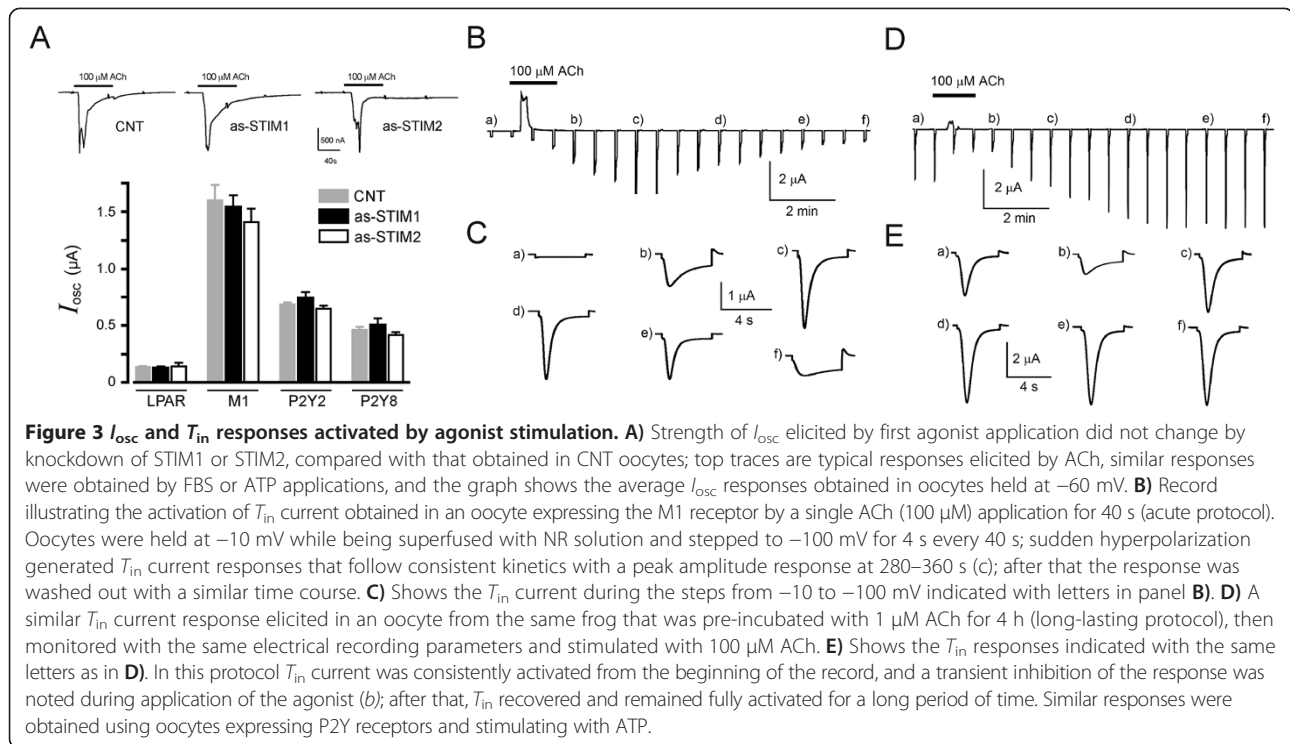 A
100 μM ACh
100 μM ACh
100 μM ACh
CNT
as-STIM1
as-STIM2
500 nA
40s
CNT
as-STIM1
as-STIM2
Iosc (μA)
1.5
1.0
0.5
0
LPAR
M1
P2Y2
P2Y8
B
100 μM ACh
a)
b)
c)
d)
e)
f)
2 μA
2 min
C
a)
b)
c)
1 μA
4 s
d)
e)
f)
D
100 μM ACh
a)
b)
c)
d)
e)
f)
2 μA
2 min
E
a)
b)
c)
d)
e)
f)
2 μA
4 s
Figure 3 Iosc and Tin responses activated by agonist stimulation. A) Strength of Iosc elicited by first agonist application did not change by
knockdown of STIM1 or STIM2, compared with that obtained in CNT oocytes; top traces are typical responses elicited by ACh, similar responses
were obtained by FBS or ATP applications, and the graph shows the average Iosc responses obtained in oocytes held at −60 mV. B) Record
illustrating the activation of Tin current obtained in an oocyte expressing the M1 receptor by a single ACh (100 μM) application for 40 s (acute protocol).
Oocytes were held at −10 mV while being superfused with NR solution and stepped to −100 mV for 4 s every 40 s; sudden hyperpolarization
generated Tin current responses that follow consistent kinetics with a peak amplitude response at 280–360 s (c); after that the response was
washed out with a similar time course. C) Shows the Tin current during the steps from −10 to −100 mV indicated with letters in panel B). D) A
similar Tin current response elicited in an oocyte from the same frog that was pre-incubated with 1 μM ACh for 4 h (long-lasting protocol), then
monitored with the same electrical recording parameters and stimulated with 100 μM ACh. E) Shows the Tin responses indicated with the same
letters as in D). In this protocol Tin current was consistently activated from the beginning of the record, and a transient inhibition of the response was
noted during application of the agonist (b); after that, Tin recovered and remained fully activated for a long period of time. Similar responses were
obtained using oocytes expressing P2Y receptors and stimulating with ATP.